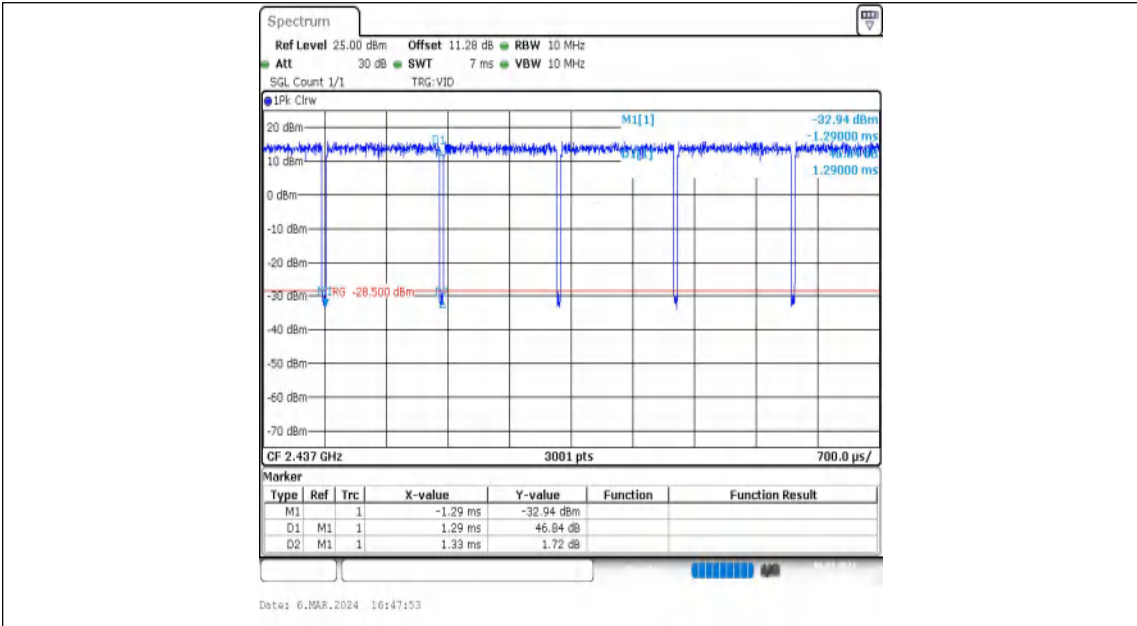 Spectrum
Ref Level 25.00 dBm Offset 11.28 dB RBW 10 MHz
Att 30 dB SWT 7 ms VBW 10 MHz
SGL Count 1/1 TRG:VID
1Pk Clrw
M1[1] -32.94 dBm
-1.29000 ms
20 dBm
D1
D1[1]
10 dBm
1.29000 ms
0 dBm
-10 dBm
-20 dBm
TRG -28.500 dBm
-30 dBm
-40 dBm
-50 dBm
-60 dBm
-70 dBm
CF 2.437 GHz 3001 pts 700.0 µs/
Marker
Type Ref Trc X-value Y-value Function Function Result
M1 1 -1.29 ms -32.94 dBm
D1 M1 1 1.29 ms 46.84 dB
D2 M1 1 1.33 ms 1.72 dB
Date: 6.MAR.2024 16:47:53